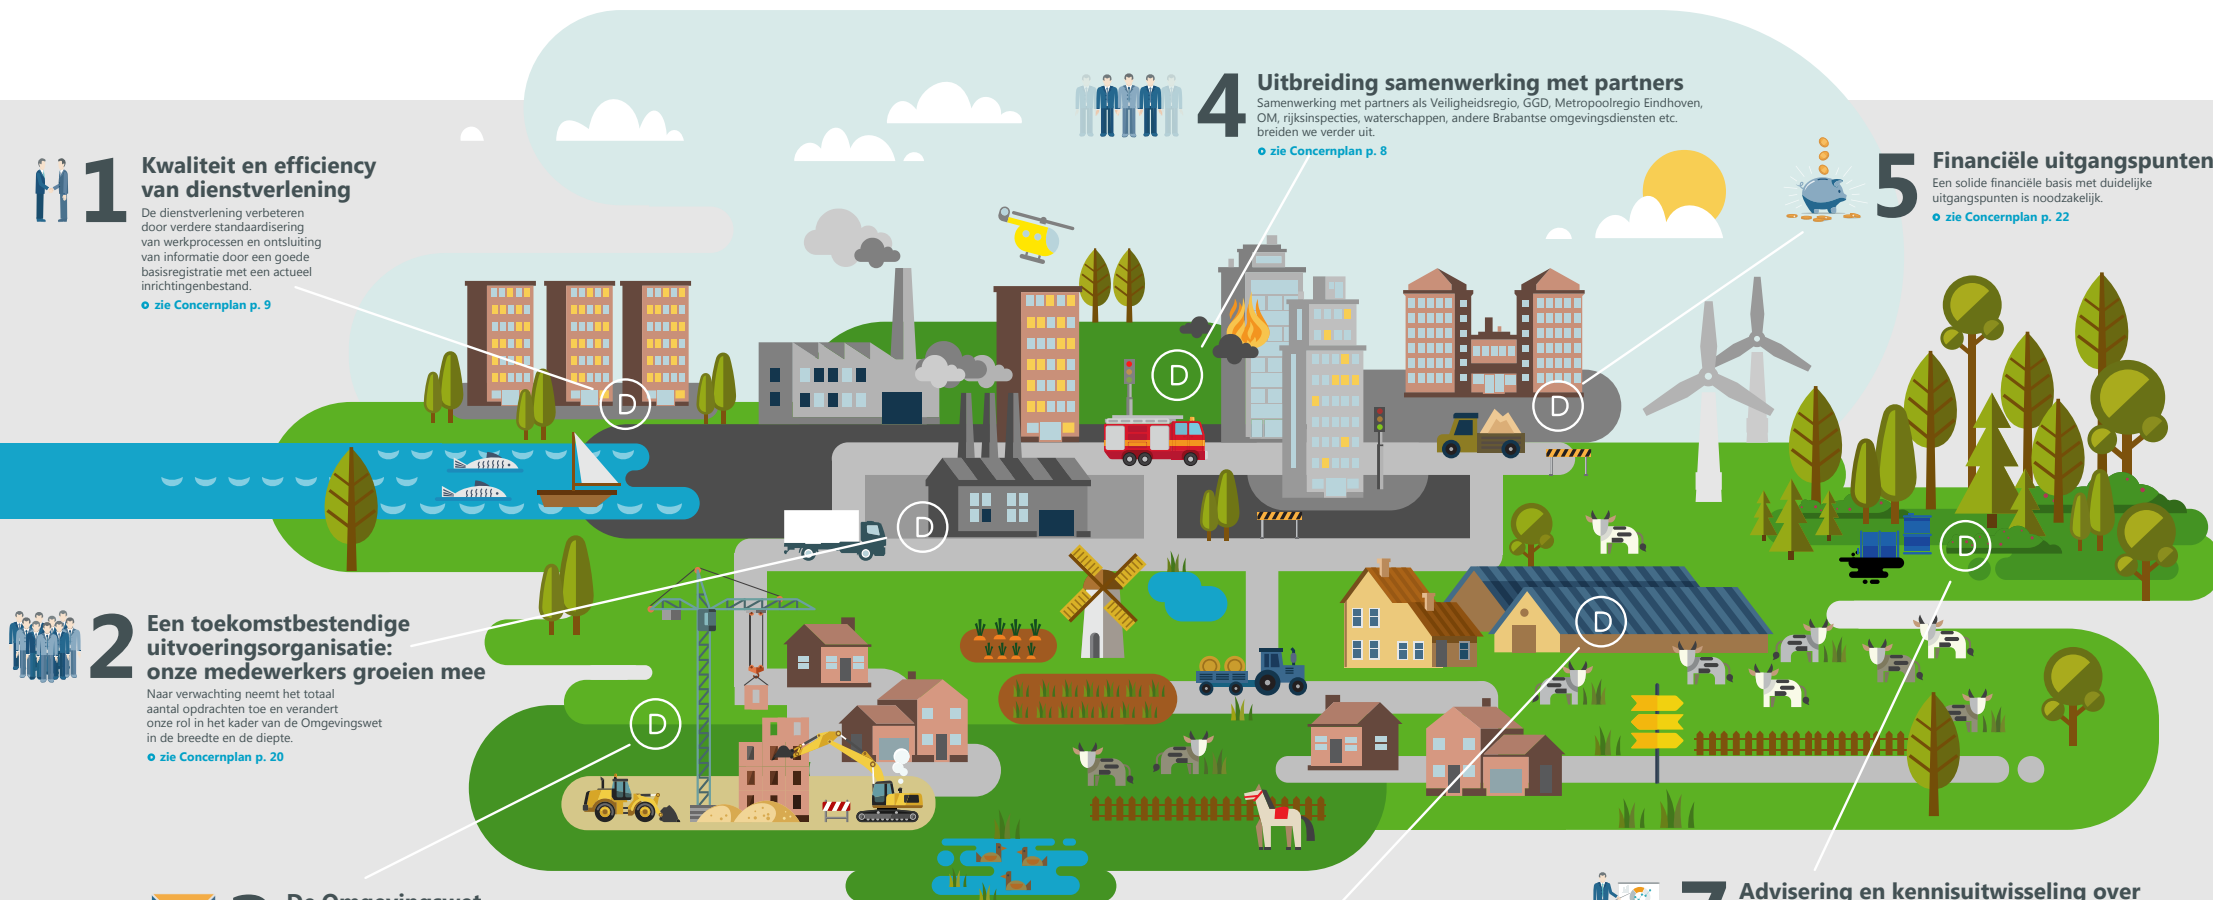 4
Uitbreiding samenwerking met partners
Samenwerking met partners als Veiligheidsregio, GGD, Metropoolregio Eindhoven,
OM, rijksinspecties, waterschappen, andere Brabantse omgevingsdiensten etc.
breiden we verder uit.
zie Concernplan p. 8
1
Kwaliteit en efficiency
van dienstverlening
De dienstverlening verbeteren
door verdere standaardisering
van werkprocessen en ontsluiting
van informatie door een goede
basisregistratie met een actueel
inrichtingenbestand.
zie Concernplan p. 9
5
Financiële uitgangspunten
Een solide financiële basis met duidelijke
uitgangspunten is noodzakelijk.
zie Concernplan p. 22
D
D
D
D
D
D
D
2
Een toekomstbestendige
uitvoeringsorganisatie:
onze medewerkers groeien mee
Naar verwachting neemt het totaal
aantal opdrachten toe en verandert
onze rol in het kader van de Omgevingswet
in de breedte en de diepte.
zie Concernplan p. 20
De Omgevingswet
7
Advisering en kennisuitwisseling over